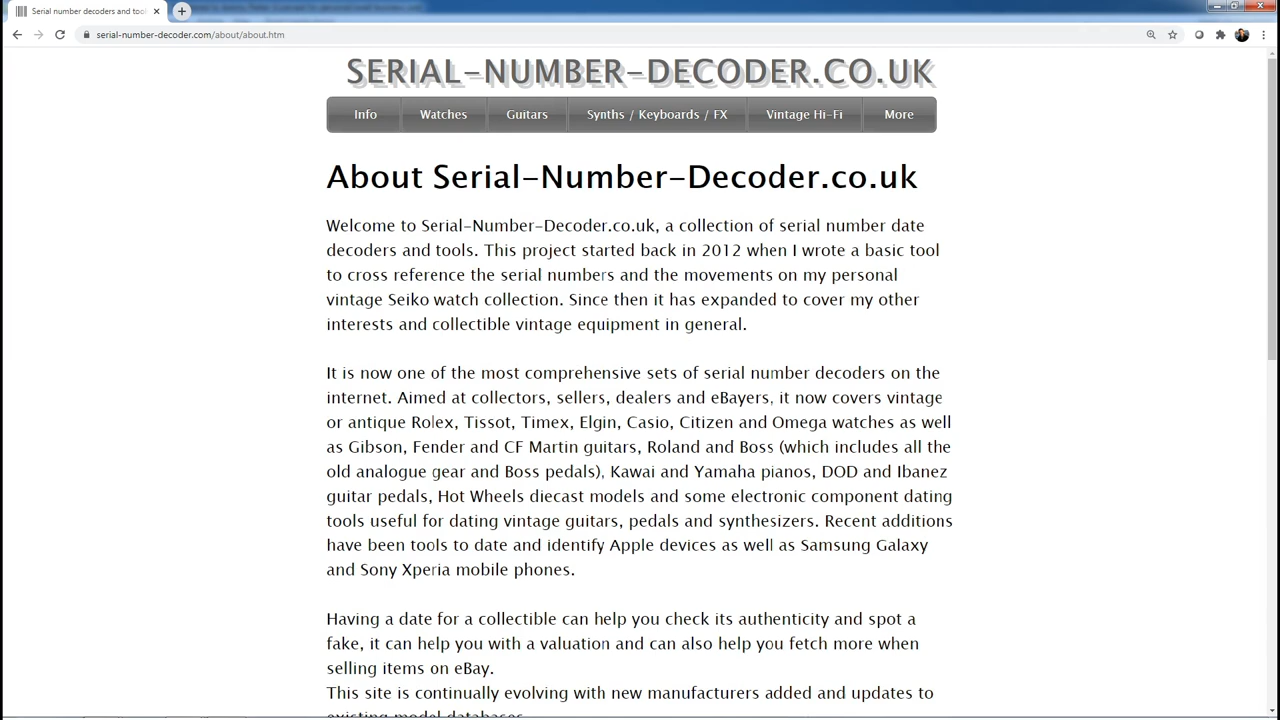 Serial number decoders and tool
serial-number-decoder.com/about/about.htm
SERIAL-NUMBER-DECODER.CO.UK
Info Watches Guitars Synths / Keyboards / FX Vintage Hi-Fi More
About Serial-Number-Decoder.co.uk
Welcome to Serial-Number-Decoder.co.uk, a collection of serial number date
decoders and tools. This project started back in 2012 when I wrote a basic tool
to cross reference the serial numbers and the movements on my personal
vintage Seiko watch collection. Since then it has expanded to cover my other
interests and collectible vintage equipment in general.
It is now one of the most comprehensive sets of serial number decoders on the
internet. Aimed at collectors, sellers, dealers and eBayers, it now covers vintage
or antique Rolex, Tissot, Timex, Elgin, Casio, Citizen and Omega watches as well
as Gibson, Fender and CF Martin guitars, Roland and Boss (which includes all the
old analogue gear and Boss pedals), Kawai and Yamaha pianos, DOD and Ibanez
guitar pedals, Hot Wheels diecast models and some electronic component dating
tools useful for dating vintage guitars, pedals and synthesizers. Recent additions
have been tools to date and identify Apple devices as well as Samsung Galaxy
and Sony Xperia mobile phones.
Having a date for a collectible can help you check its authenticity and spot a
fake, it can help you with a valuation and can also help you fetch more when
selling items on eBay.
This site is continually evolving with new manufacturers added and updates to
existing model databases.